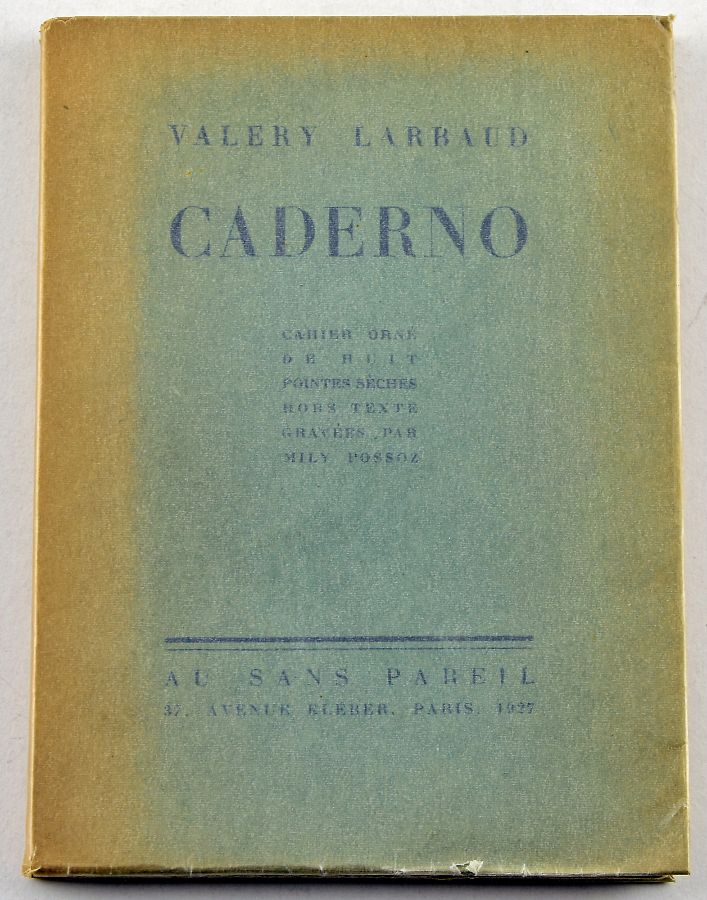 VALERY LARBAUD
CADERNO
CAHIER ORNÉ
DE HUIT
POINTES SÈCHES
HORS TEXTE
GRAVÉES PAR
MILY POSSOZ
AU SANS PAREIL
37, AVENUE KLÉBER, PARIS, 1927